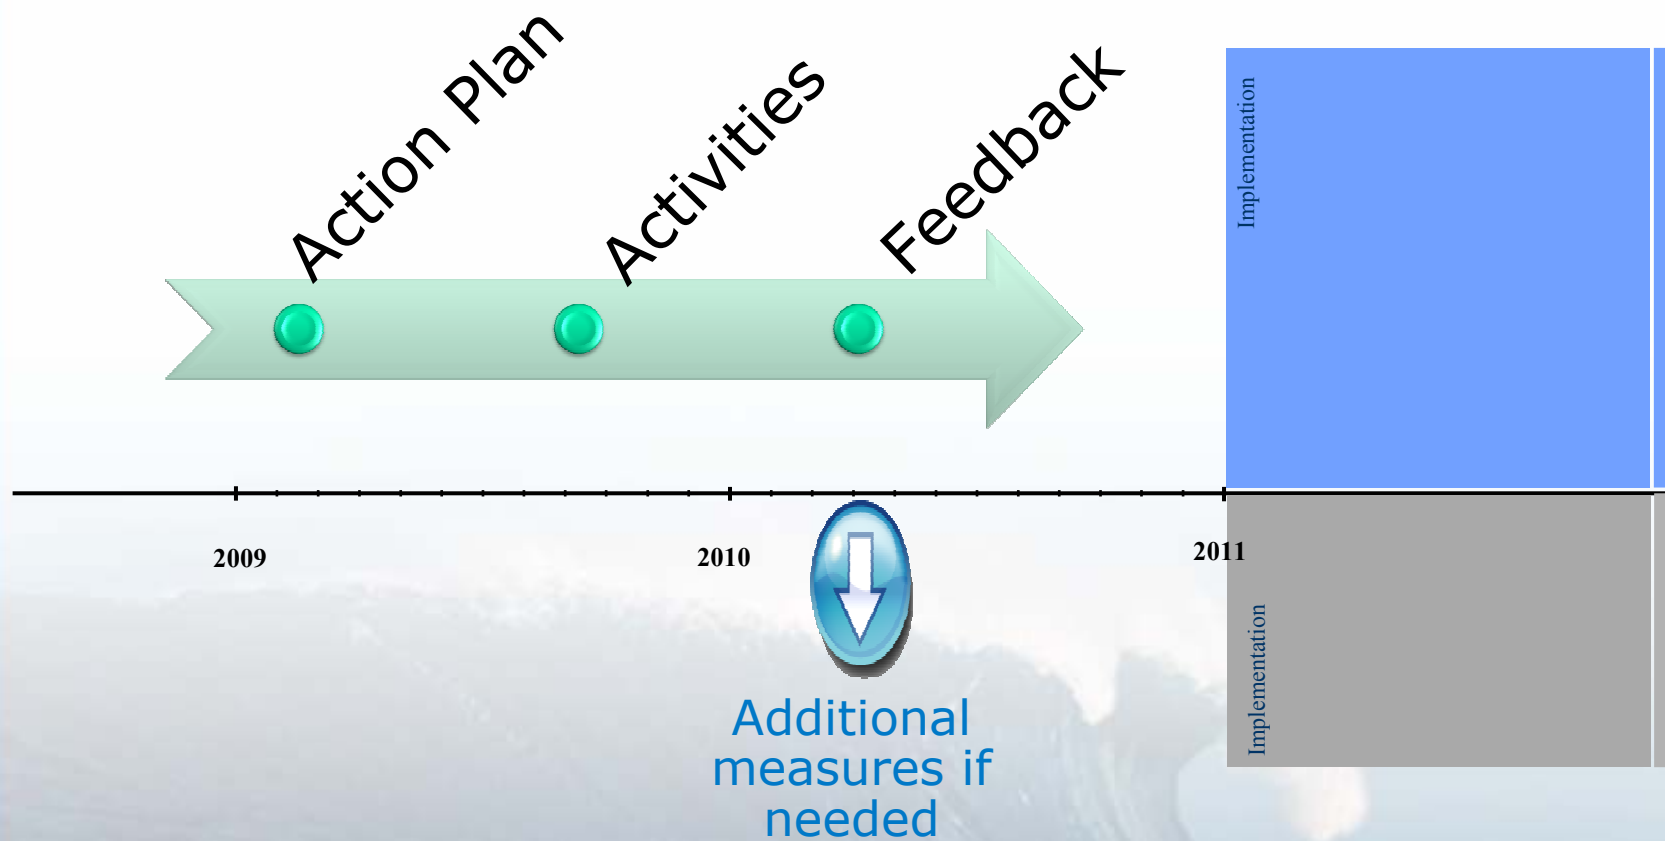 Action Plan
Activities
Feedback
Implementation
2009
2010
2011
Implementation
Additional
measures if
needed